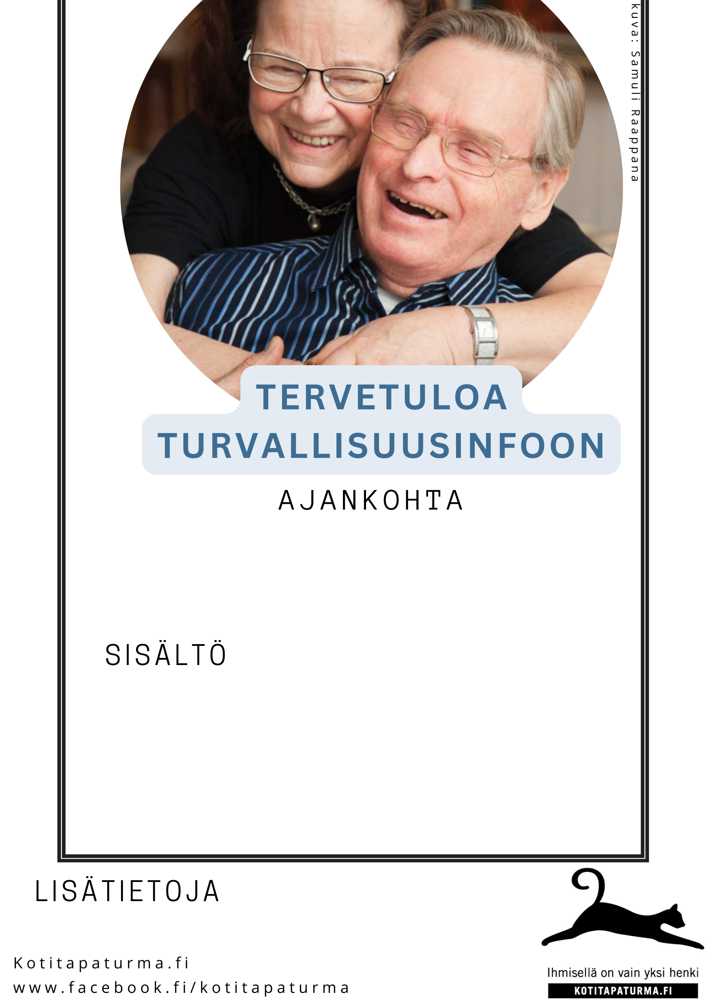 kuva: Samuli Raappana
TERVETULOA
TURVALLISUUSINFOON
AJANKOHTA
SISÄLTÖ
LISÄTIETOJA
Kotitapaturma.fi
www.facebook.fi/kotitapaturma
Ihmisellä on vain yksi henki
KOTITAPATURMA.FI